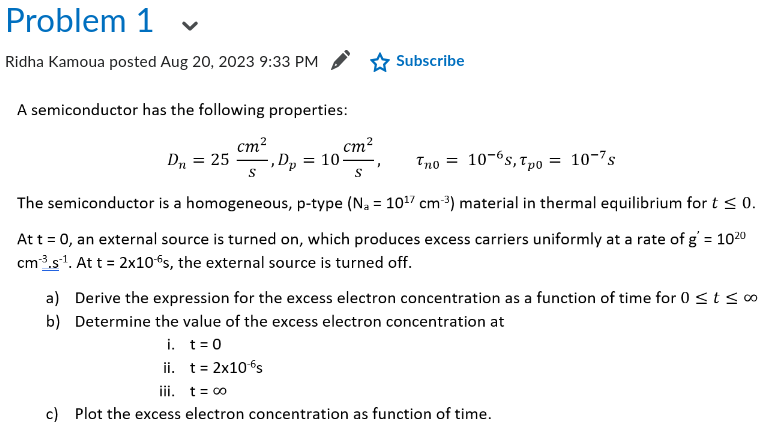 Problem 1
Ridha Kamoua posted Aug 20, 2023 9:33 PM Subscribe
A semiconductor has the following properties:
Dₙ = 25 cm²/s, Dₚ = 10 cm²/s, τₙ₀ = 10⁻⁶s, τₚ₀ = 10⁻⁷s
The semiconductor is a homogeneous, p-type (Nₐ = 10¹⁷ cm⁻³) material in thermal equilibrium for t ≤ 0.
At t = 0, an external source is turned on, which produces excess carriers uniformly at a rate of g′ = 10²⁰
cm⁻³.s⁻¹. At t = 2x10⁻⁶s, the external source is turned off.
a) Derive the expression for the excess electron concentration as a function of time for 0 ≤ t ≤ ∞
b) Determine the value of the excess electron concentration at
i. t = 0
ii. t = 2x10⁻⁶s
iii. t = ∞
c) Plot the excess electron concentration as function of time.